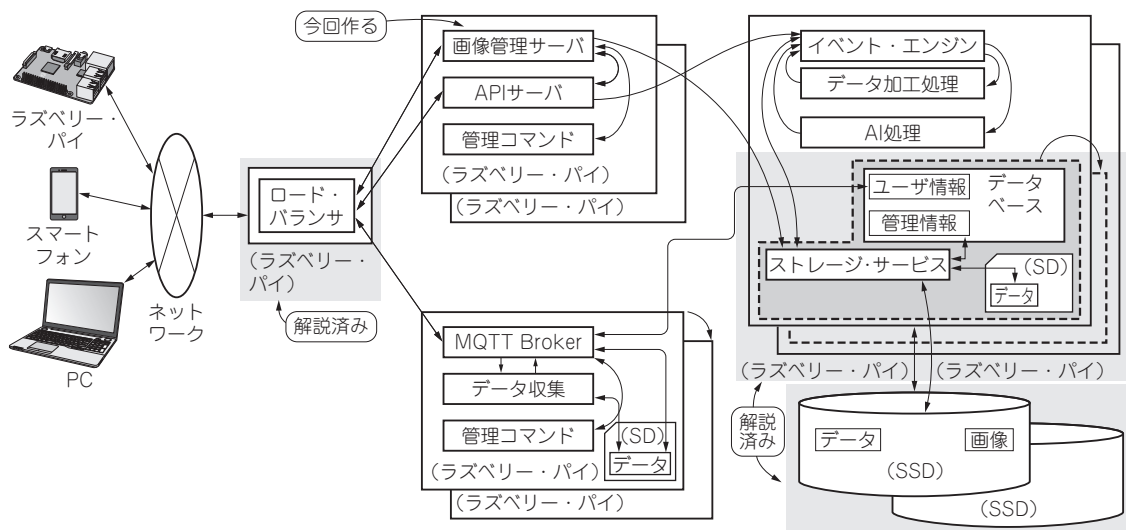 ラズベリー・
パイ
スマート
フォン
PC
ネット
ワーク
ロード・
バランサ
(ラズベリー・
パイ)
解説済み
今回作る
画像管理サーバ
APIサーバ
管理コマンド
(ラズベリー・パイ)
(ラズベリー・パイ)
MQTT Broker
データ収集
管理コマンド
(SD)
データ
(ラズベリー・パイ)
(ラズベリー・パイ)
イベント・エンジン
データ加工処理
AI処理
ユーザ情報
データ
ベース
管理情報
ストレージ・サービス
(SD)
データ
(ラズベリー・パイ)
(ラズベリー・パイ)
解説
済み
データ
画像
(SSD)
(SSD)